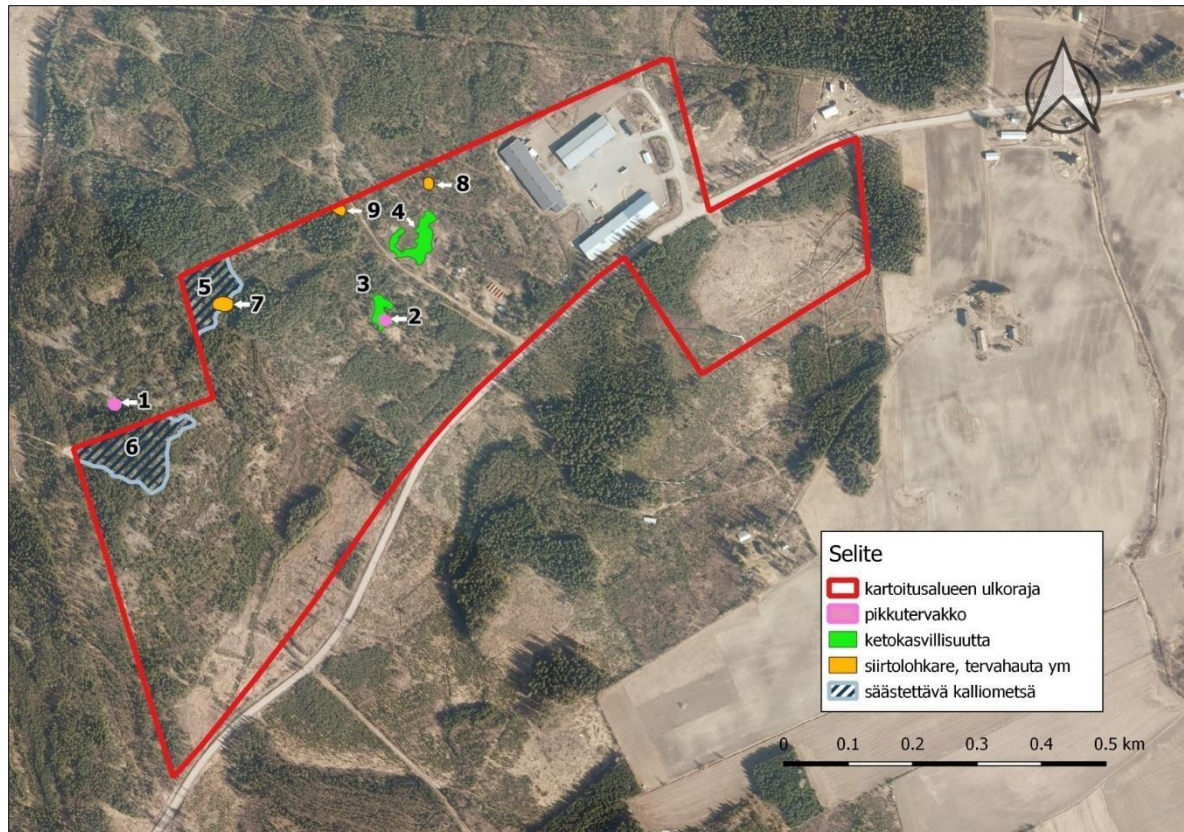 8
9
4
5
7
3
2
1
6
Selite
kartoitusalueen ulkoraja
pikkutervakko
ketokasvillisuutta
siirtolohkare, tervahauta ym
säästettävä kalliometsä
0 0.1 0.2 0.3 0.4 0.5 km